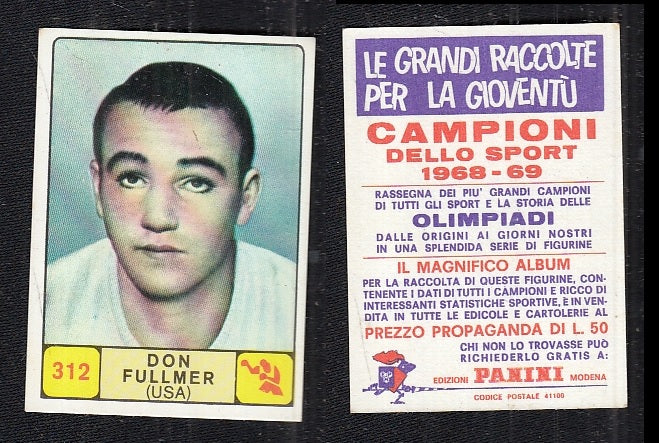 312
DON
FULLMER
(USA)
LE GRANDI RACCOLTE
PER LA GIOVENTÙ
CAMPIONI
DELLO SPORT
1968-69
RASSEGNA DEI PIU' GRANDI CAMPIONI
DI TUTTI GLI SPORT E LA STORIA DELLE
OLIMPIADI
DALLE ORIGINI AI GIORNI NOSTRI
IN UNA SPLENDIDA SERIE DI FIGURINE
IL MAGNIFICO ALBUM
PER LA RACCOLTA DI QUESTE FIGURINE, CON-
TENENTE I DATI DI TUTTI I CAMPIONI E RICCO DI
INTERESSANTI STATISTICHE SPORTIVE, È IN VEN-
DITA IN TUTTE LE EDICOLE E CARTOLERIE AL
PREZZO PROPAGANDA DI L. 50
CHI NON LO TROVASSE PUÒ
RICHIEDERLO GRATIS A:
EDIZIONI PANINI MODENA
CODICE POSTALE 41100